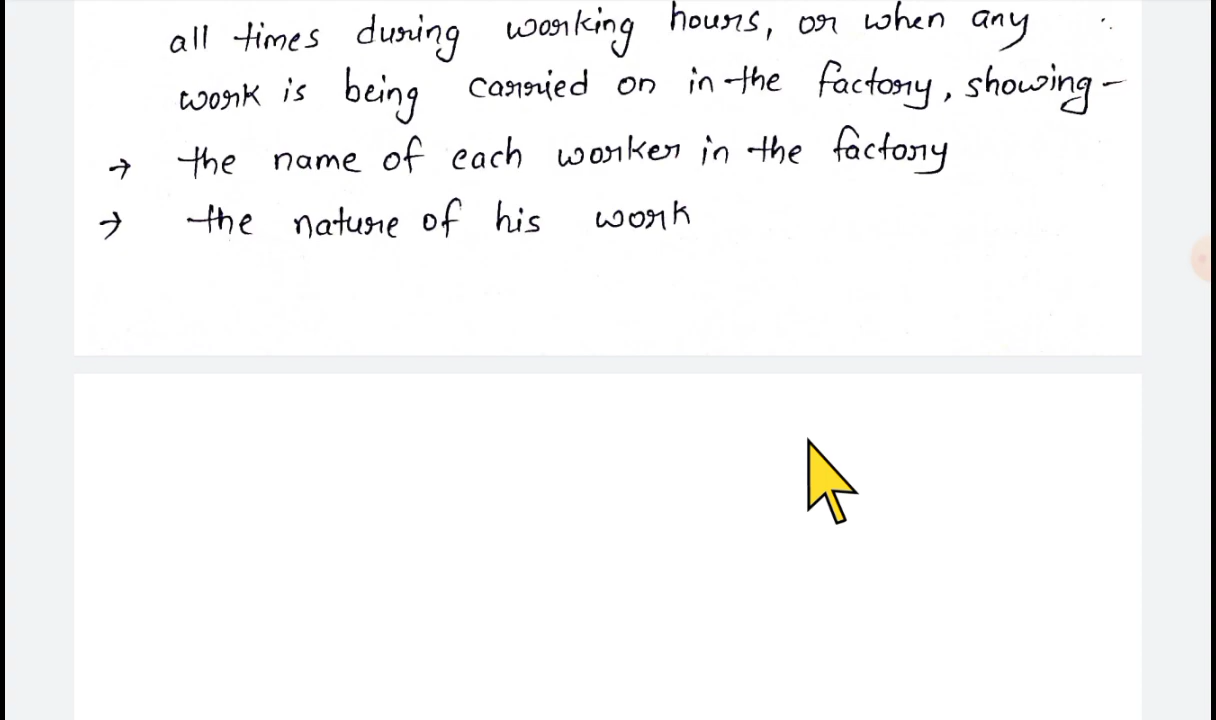 all times during working hours, or when any
work is being carried on in the factory, showing -
→ the name of each worker in the factory
→ the nature of his work